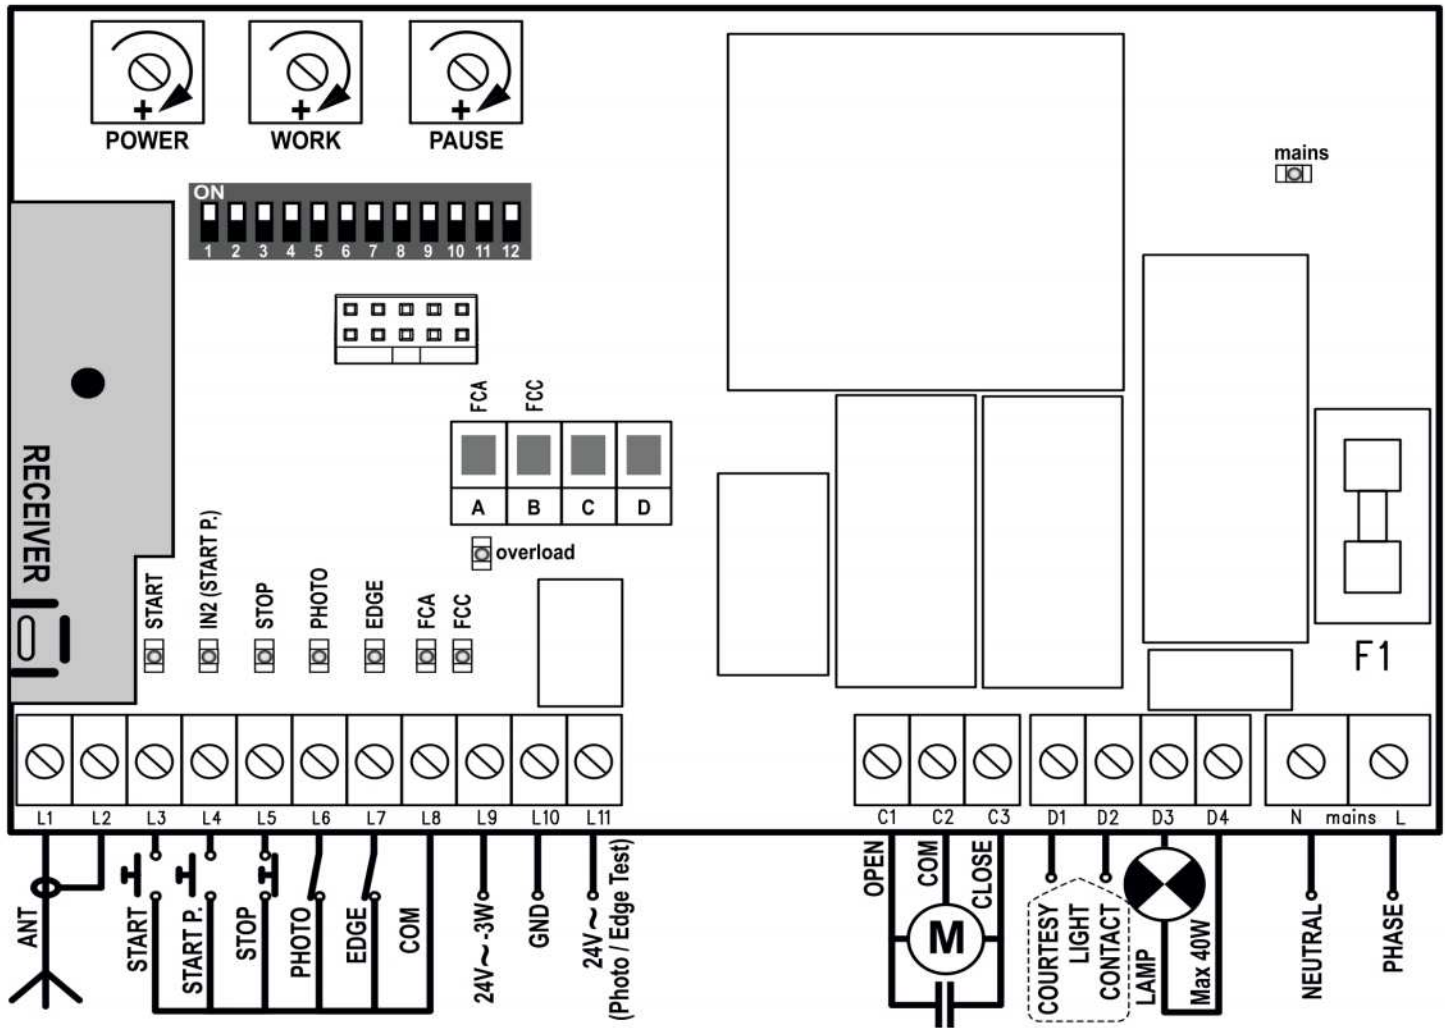 POWER
WORK
PAUSE
mains
ON
1 2 3 4 5 6 7 8 9 10 11 12
FCA
FCC
A B C D
overload
RECEIVER
START
IN2 (START P.)
STOP
PHOTO
EDGE
FCA
FCC
F1
L1 L2 L3 L4 L5 L6 L7 L8 L9 L10 L11
C1 C2 C3
D1 D2 D3 D4
N mains L
ANT
START
START P.
STOP
PHOTO
EDGE
COM
24V~-3W
GND
24V~
(Photo / Edge Test)
OPEN
COM
CLOSE
M
COURTESY
LIGHT
CONTACT
LAMP
Max 40W
NEUTRAL
PHASE